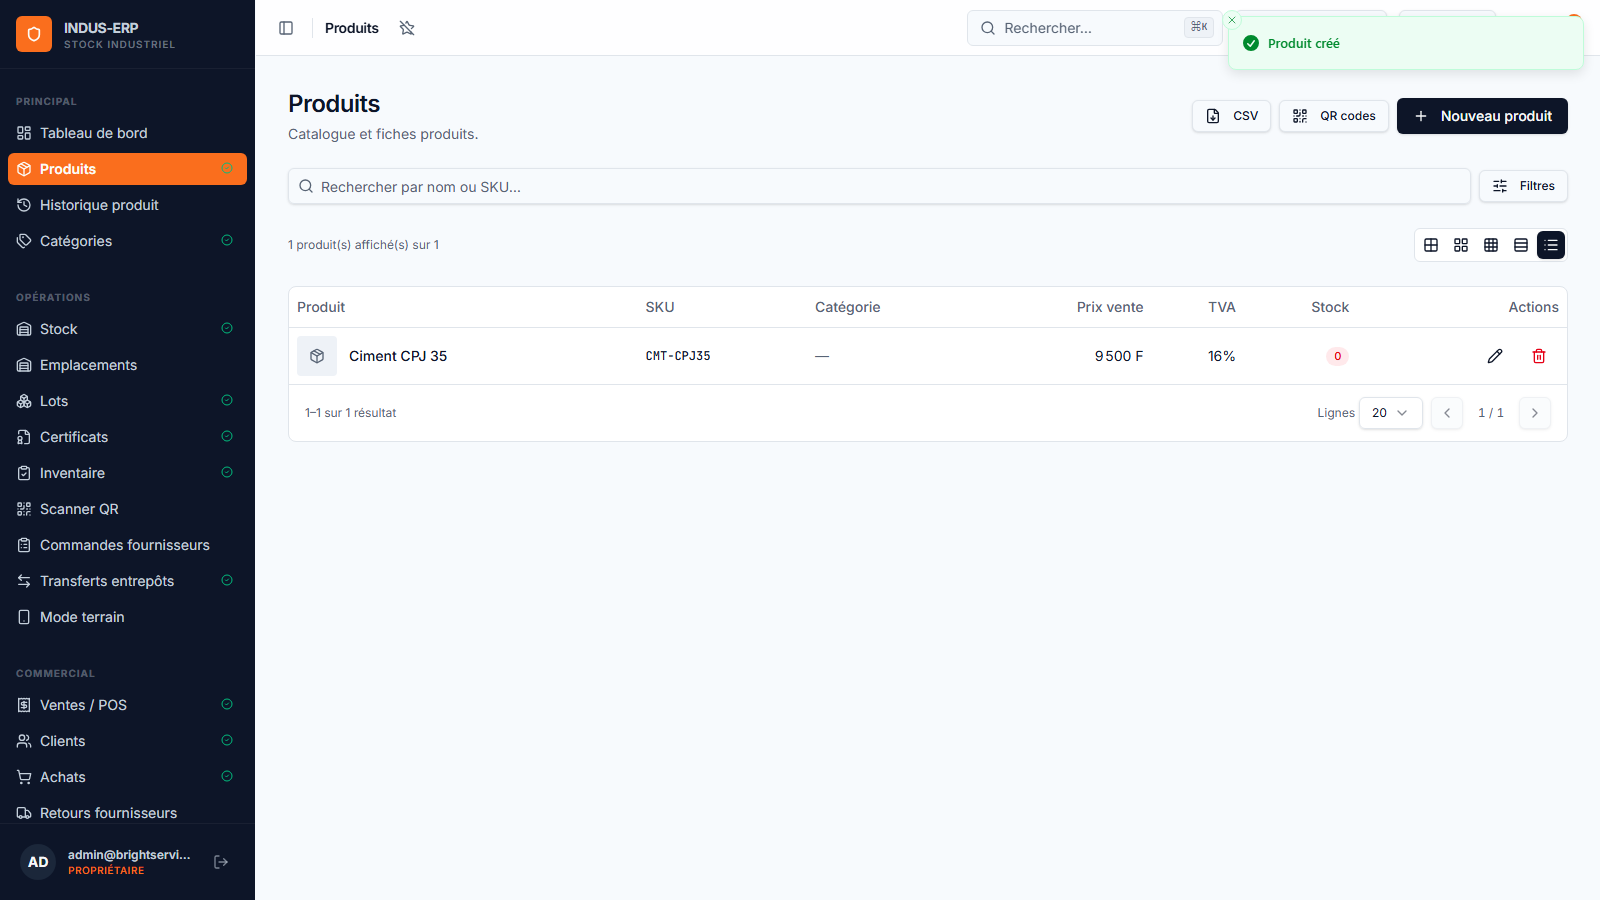 INDUS-ERP
STOCK INDUSTRIEL
PRINCIPAL
Tableau de bord
Produits
Historique produit
Catégories
OPÉRATIONS
Stock
Emplacements
Lots
Certificats
Inventaire
Scanner QR
Commandes fournisseurs
Transferts entrepôts
Mode terrain
COMMERCIAL
Ventes / POS
Clients
Achats
Retours fournisseurs
AD
admin@brightservi...
PROPRIÉTAIRE
Produits
Rechercher... ⌘K
Produit créé
Produits
Catalogue et fiches produits.
CSV
QR codes
Nouveau produit
Rechercher par nom ou SKU...
Filtres
1 produit(s) affiché(s) sur 1
Produit SKU Catégorie Prix vente TVA Stock Actions
Ciment CPJ 35 CMT-CPJ35 — 9 500 F 16% 0
1–1 sur 1 résultat
Lignes 20 1 / 1